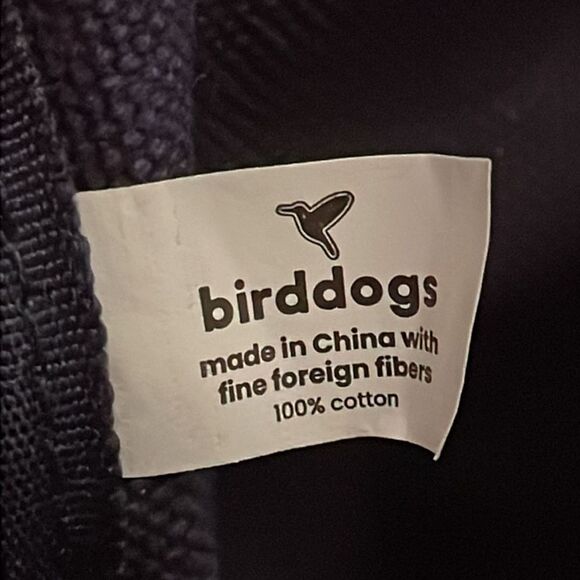 birddogs
made in China with
fine foreign fibers
100% cotton